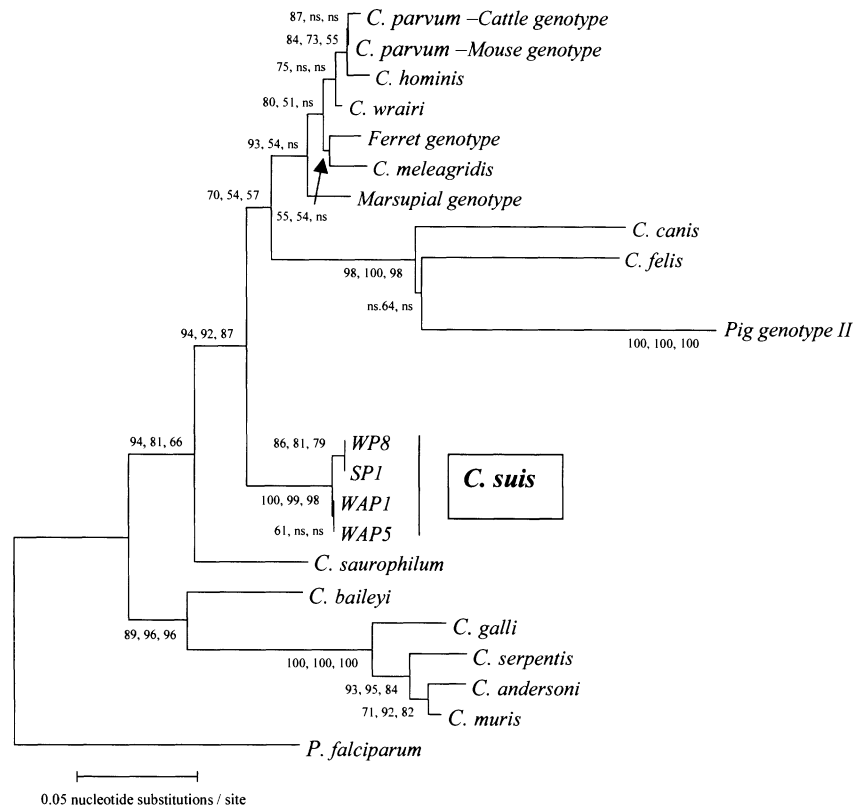 87, ns, ns
C. parvum –Cattle genotype
84, 73, 55
C. parvum –Mouse genotype
75, ns, ns
C. hominis
80, 51, ns
C. wrairi
Ferret genotype
93, 54, ns
C. meleagridis
70, 54, 57
Marsupial genotype
55, 54, ns
C. canis
C. felis
98, 100, 98
ns.64, ns
Pig genotype II
100, 100, 100
94, 92, 87
94, 81, 66
86, 81, 79
WP8
SP1
C. suis
100, 99, 98
WAP1
61, ns, ns
WAP5
C. saurophilum
C. baileyi
89, 96, 96
C. galli
100, 100, 100
C. serpentis
93, 95, 84
C. andersoni
71, 92, 82
C. muris
P. falciparum
0.05 nucleotide substitutions / site